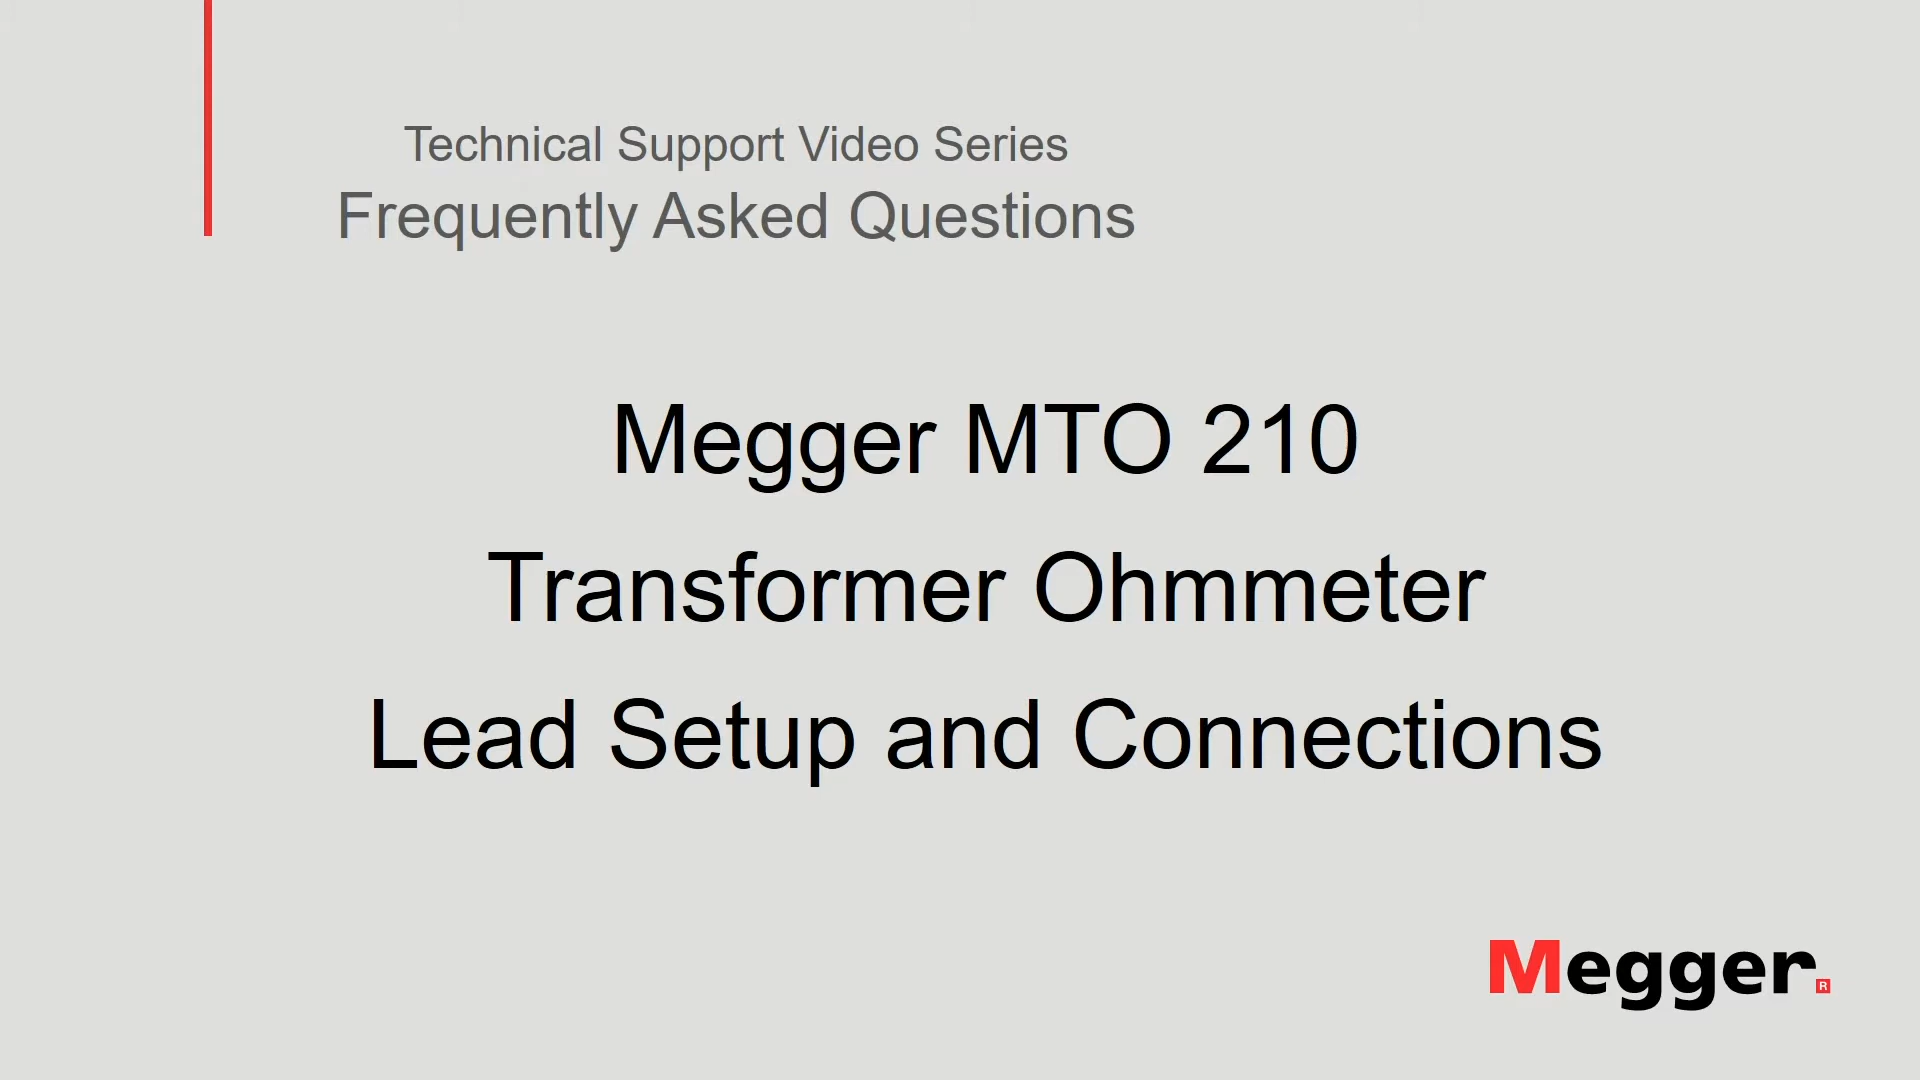 Technical Support Video Series
Frequently Asked Questions
Megger MTO 210
Transformer Ohmmeter
Lead Setup and Connections
Megger®